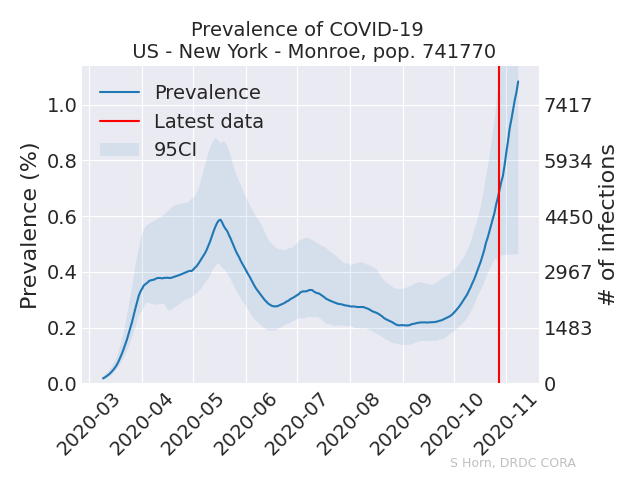 Prevalence of COVID-19
US - New York - Monroe, pop. 741770
Prevalence
Latest data
95CI
Prevalence (%)
1.0
0.8
0.6
0.4
0.2
0.0
7417
5934
4450
2967
1483
0
# of infections
2020-03
2020-04
2020-05
2020-06
2020-07
2020-08
2020-09
2020-10
2020-11
S Horn, DRDC CORA